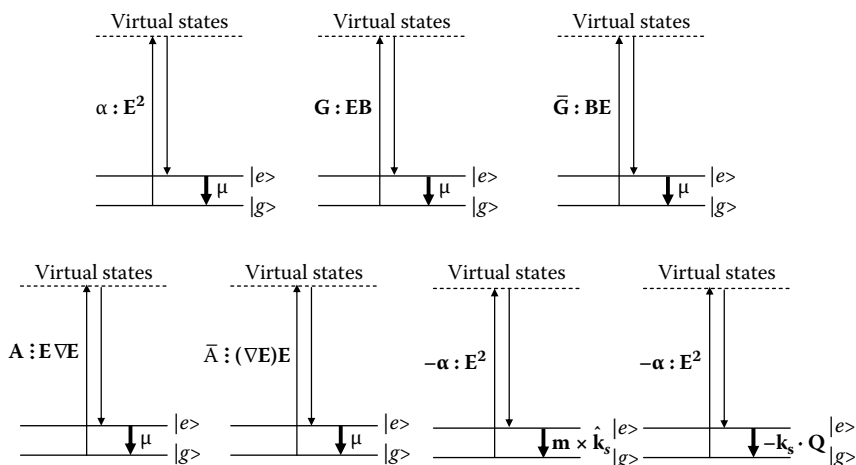 Virtual states Virtual states Virtual states
α : E² G : EB G̅ : BE
|e> |e> |e>
μ μ μ
|g> |g> |g>
Virtual states Virtual states Virtual states Virtual states
A ⋮ E∇E A̅ ⋮ (∇E)E –α : E² –α : E²
|e> |e> |e> |e>
μ μ m × k̂ₛ –kₛ · Q
|g> |g> |g> |g>